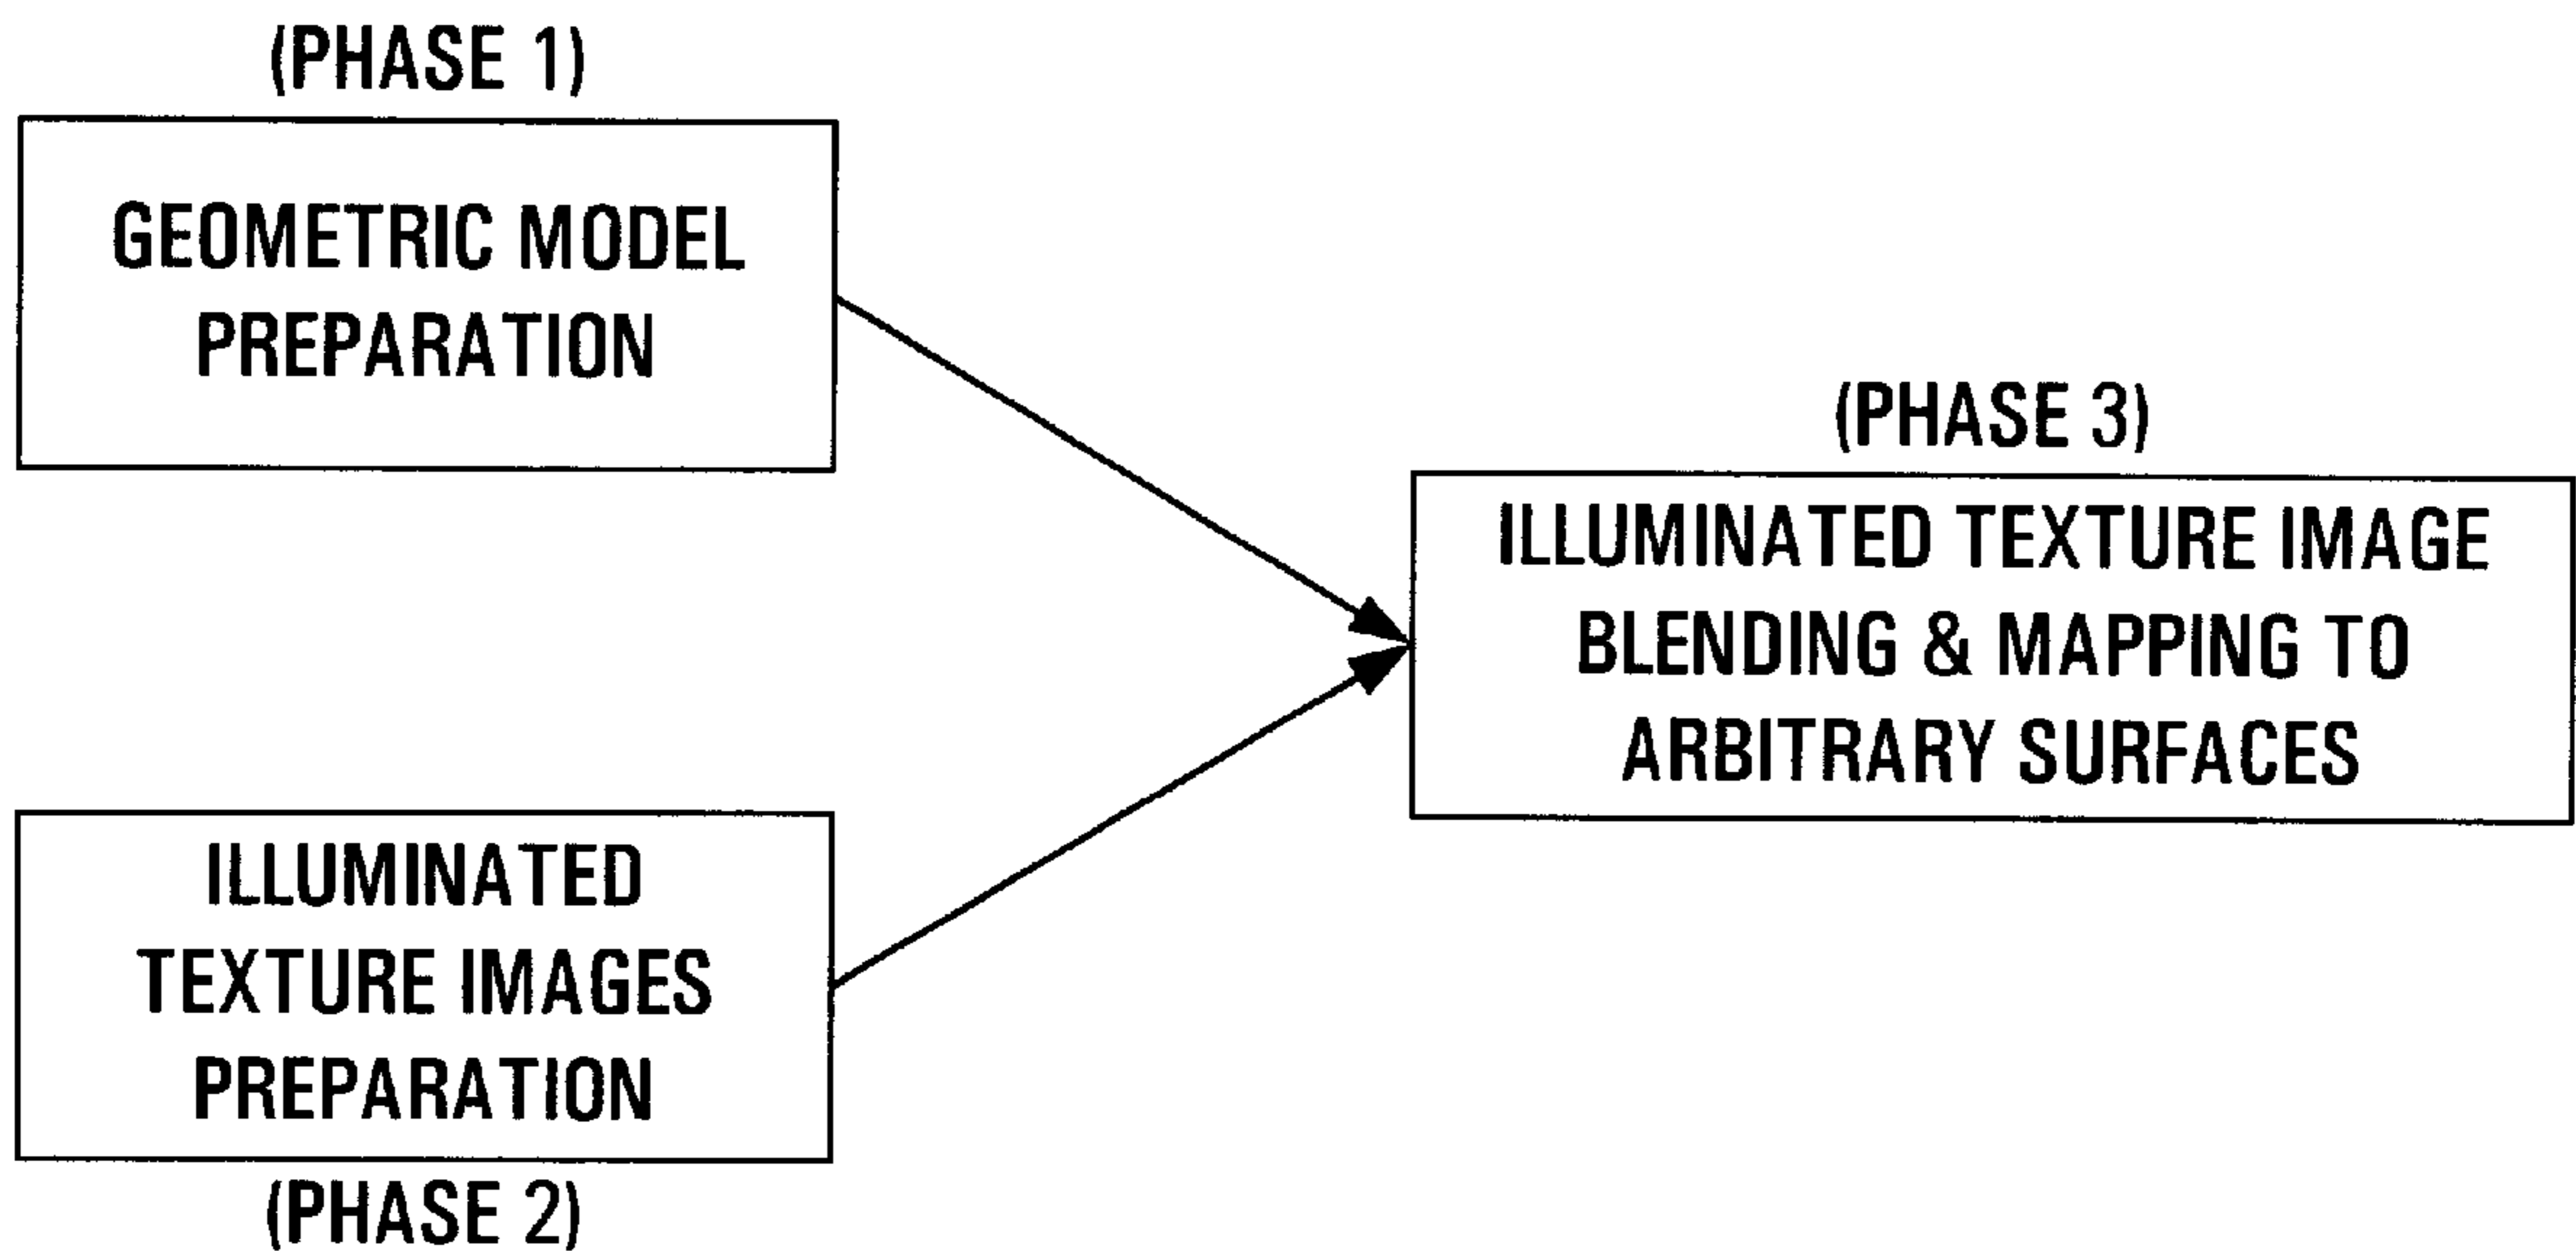 (PHASE 1)
GEOMETRIC MODEL
PREPARATION
(PHASE 3)
ILLUMINATED TEXTURE IMAGE
BLENDING & MAPPING TO
ARBITRARY SURFACES
ILLUMINATED
TEXTURE IMAGES
PREPARATION
(PHASE 2)